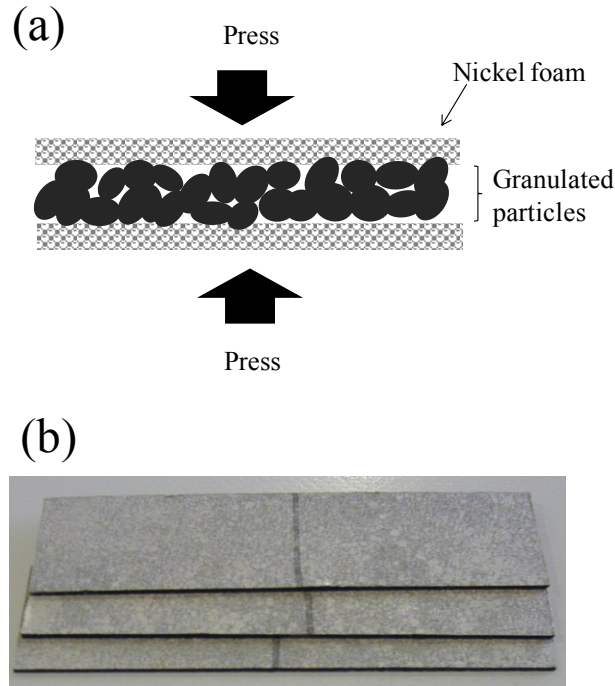 (a)
Press
Nickel foam
Granulated
particles
Press
(b)